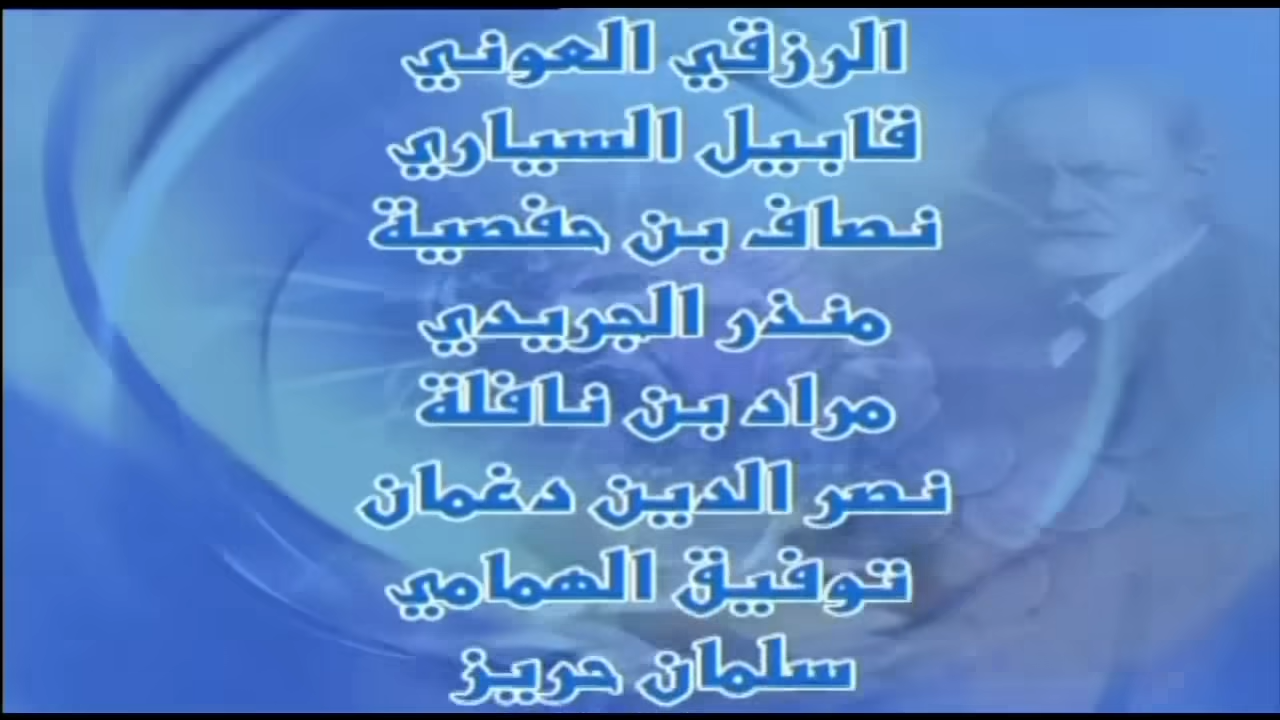 الرزقي العوني
قابيل السياري
نصاف بن حفصية
منذر الجريدي
مراد بن نافلة
نصر الدين دغمان
توفيق الهمامي
سلمان حريز